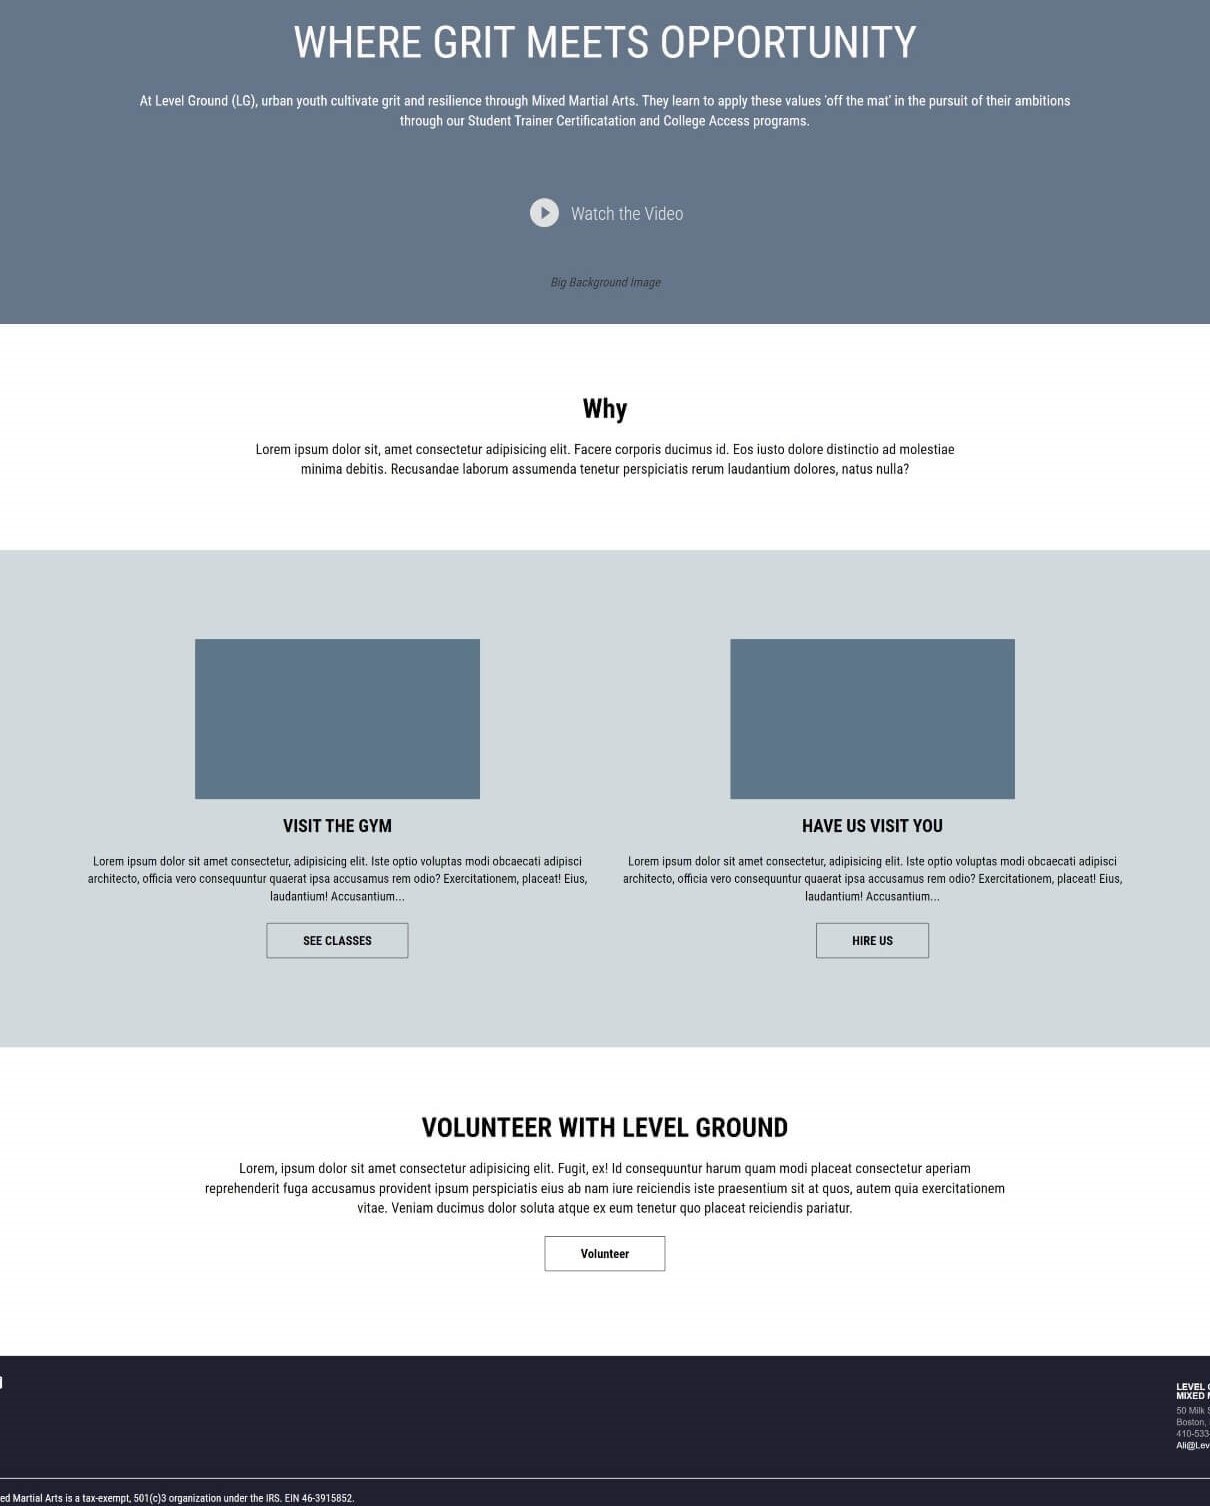 WHERE GRIT MEETS OPPORTUNITY
At Level Ground (LG), urban youth cultivate grit and resilience through Mixed Martial Arts. They learn to apply these values 'off the mat' in the pursuit of their ambitions
through our Student Trainer Certificatation and College Access programs.
Watch the Video
Big Background Image
Why
Lorem ipsum dolor sit, amet consectetur adipisicing elit. Facere corporis ducimus id. Eos iusto dolore distinctio ad molestiae
minima debitis. Recusandae laborum assumenda tenetur perspiciatis rerum laudantium dolores, natus nulla?
VISIT THE GYM
Lorem ipsum dolor sit amet consectetur, adipisicing elit. Iste optio voluptas modi obcaecati adipisci
architecto, officia vero consequuntur quaerat ipsa accusamus rem odio? Exercitationem, placeat! Eius,
laudantium! Accusantium...
SEE CLASSES
HAVE US VISIT YOU
Lorem ipsum dolor sit amet consectetur, adipisicing elit. Iste optio voluptas modi obcaecati adipisci
architecto, officia vero consequuntur quaerat ipsa accusamus rem odio? Exercitationem, placeat! Eius,
laudantium! Accusantium...
HIRE US
VOLUNTEER WITH LEVEL GROUND
Lorem, ipsum dolor sit amet consectetur adipisicing elit. Fugit, ex! Id consequuntur harum quam modi placeat consectetur aperiam
reprehenderit fuga accusamus provident ipsum perspiciatis eius ab nam iure reiciendis iste praesentium sit at quos, autem quia exercitationem
vitae. Veniam ducimus dolor soluta atque ex eum tenetur quo placeat reiciendis pariatur.
Volunteer
LEVEL
MIXED
50 Milk
Boston,
410-533-
Ali@Lev
ed Martial Arts is a tax-exempt, 501(c)3 organization under the IRS. EIN 46-3915852.